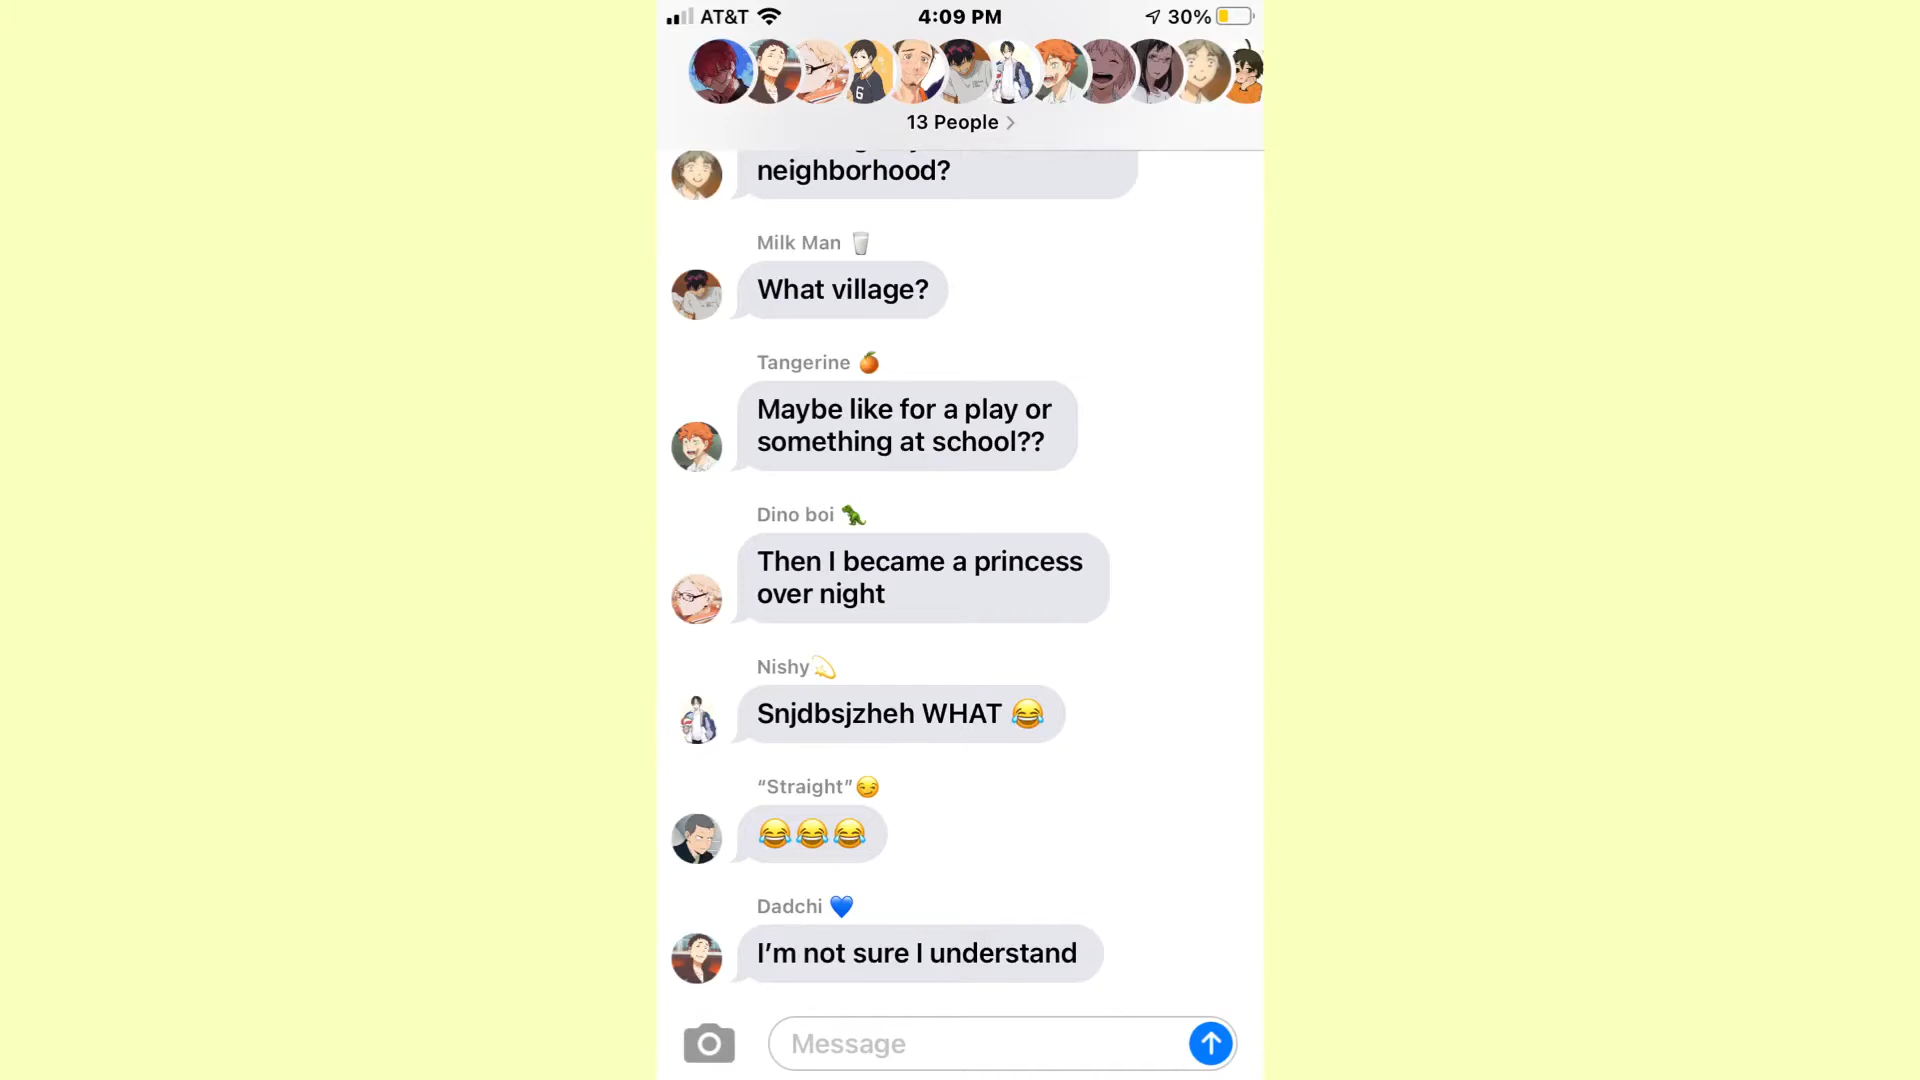 AT&T 4:09 PM 30%
6
13 People >
neighborhood?
Milk Man 🥛
What village?
Tangerine 🍊
Maybe like for a play or
something at school??
Dino boi 🦖
Then I became a princess
over night
Nishy💫
Snjdbsjzheh WHAT 😂
“Straight”😏
😂😂😂
Dadchi 💙
I’m not sure I understand
Message